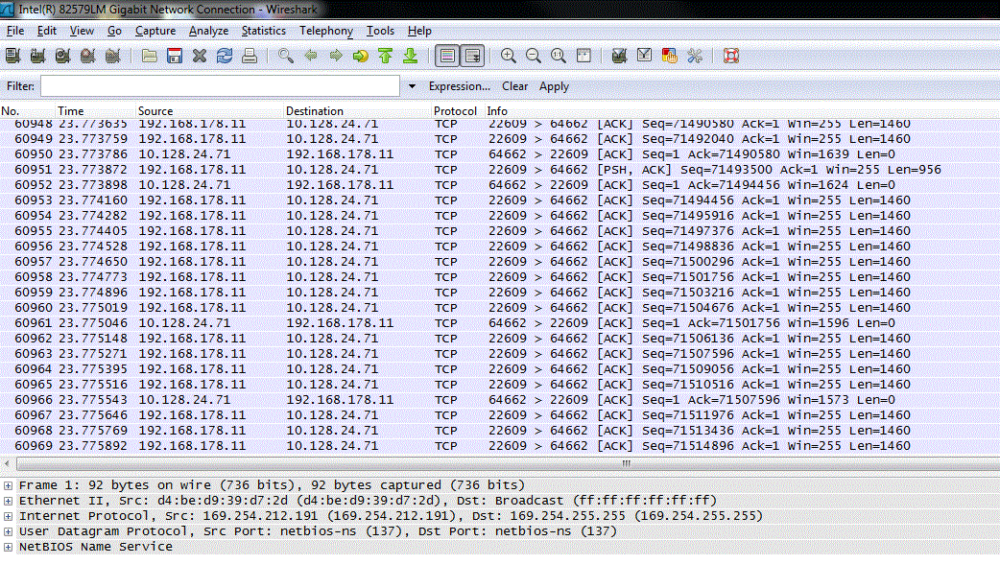 Intel(R) 82579LM Gigabit Network Connection - Wireshark
File Edit View Go Capture Analyze Statistics Telephony Tools Help
Filter: Expression... Clear Apply
No. Time Source Destination Protocol Info
60948 23.773635 192.168.178.11 10.128.24.71 TCP 22609 > 64662 [ACK] Seq=71490580 Ack=1 Win=255 Len=1460
60949 23.773759 192.168.178.11 10.128.24.71 TCP 22609 > 64662 [ACK] Seq=71492040 Ack=1 Win=255 Len=1460
60950 23.773786 10.128.24.71 192.168.178.11 TCP 64662 > 22609 [ACK] Seq=1 Ack=71490580 Win=1639 Len=0
60951 23.773872 192.168.178.11 10.128.24.71 TCP 22609 > 64662 [PSH, ACK] Seq=71493500 Ack=1 Win=255 Len=956
60952 23.773898 10.128.24.71 192.168.178.11 TCP 64662 > 22609 [ACK] Seq=1 Ack=71494456 Win=1624 Len=0
60953 23.774160 192.168.178.11 10.128.24.71 TCP 22609 > 64662 [ACK] Seq=71494456 Ack=1 Win=255 Len=1460
60954 23.774282 192.168.178.11 10.128.24.71 TCP 22609 > 64662 [ACK] Seq=71495916 Ack=1 Win=255 Len=1460
60955 23.774405 192.168.178.11 10.128.24.71 TCP 22609 > 64662 [ACK] Seq=71497376 Ack=1 Win=255 Len=1460
60956 23.774528 192.168.178.11 10.128.24.71 TCP 22609 > 64662 [ACK] Seq=71498836 Ack=1 Win=255 Len=1460
60957 23.774650 192.168.178.11 10.128.24.71 TCP 22609 > 64662 [ACK] Seq=71500296 Ack=1 Win=255 Len=1460
60958 23.774773 192.168.178.11 10.128.24.71 TCP 22609 > 64662 [ACK] Seq=71501756 Ack=1 Win=255 Len=1460
60959 23.774896 192.168.178.11 10.128.24.71 TCP 22609 > 64662 [ACK] Seq=71503216 Ack=1 Win=255 Len=1460
60960 23.775019 192.168.178.11 10.128.24.71 TCP 22609 > 64662 [ACK] Seq=71504676 Ack=1 Win=255 Len=1460
60961 23.775046 10.128.24.71 192.168.178.11 TCP 64662 > 22609 [ACK] Seq=1 Ack=71501756 Win=1596 Len=0
60962 23.775148 192.168.178.11 10.128.24.71 TCP 22609 > 64662 [ACK] Seq=71506136 Ack=1 Win=255 Len=1460
60963 23.775271 192.168.178.11 10.128.24.71 TCP 22609 > 64662 [ACK] Seq=71507596 Ack=1 Win=255 Len=1460
60964 23.775395 192.168.178.11 10.128.24.71 TCP 22609 > 64662 [ACK] Seq=71509056 Ack=1 Win=255 Len=1460
60965 23.775516 192.168.178.11 10.128.24.71 TCP 22609 > 64662 [ACK] Seq=71510516 Ack=1 Win=255 Len=1460
60966 23.775543 10.128.24.71 192.168.178.11 TCP 64662 > 22609 [ACK] Seq=1 Ack=71507596 Win=1573 Len=0
60967 23.775646 192.168.178.11 10.128.24.71 TCP 22609 > 64662 [ACK] Seq=71511976 Ack=1 Win=255 Len=1460
60968 23.775769 192.168.178.11 10.128.24.71 TCP 22609 > 64662 [ACK] Seq=71513436 Ack=1 Win=255 Len=1460
60969 23.775892 192.168.178.11 10.128.24.71 TCP 22609 > 64662 [ACK] Seq=71514896 Ack=1 Win=255 Len=1460
Frame 1: 92 bytes on wire (736 bits), 92 bytes captured (736 bits)
Ethernet II, Src: d4:be:d9:39:d7:2d (d4:be:d9:39:d7:2d), Dst: Broadcast (ff:ff:ff:ff:ff:ff)
Internet Protocol, Src: 169.254.212.191 (169.254.212.191), Dst: 169.254.255.255 (169.254.255.255)
User Datagram Protocol, Src Port: netbios-ns (137), Dst Port: netbios-ns (137)
NetBIOS Name Service